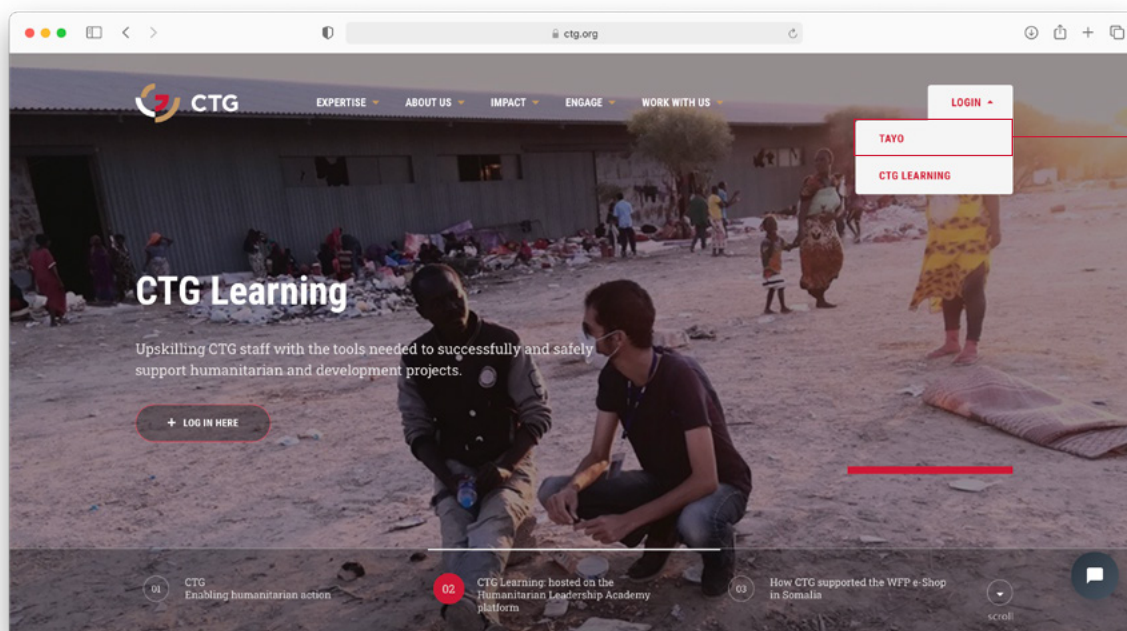 ctg.org
CTG
EXPERTISE
ABOUT US
IMPACT
ENGAGE
WORK WITH US
LOGIN
TAYO
CTG LEARNING
CTG Learning
Upskilling CTG staff with the tools needed to successfully and safely
support humanitarian and development projects.
+ LOG IN HERE
01
CTG
Enabling humanitarian action
02
CTG Learning: hosted on the
Humanitarian Leadership Academy
platform
03
How CTG supported the WFP e-Shop
in Somalia
scroll